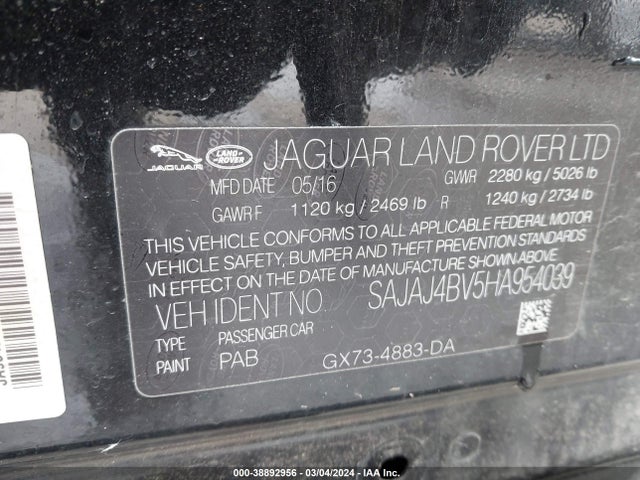 JAGUAR LAND-ROVER JAGUAR LAND ROVER LTD
MFD DATE 05/16 GWR 2280 kg / 5026 lb
GAWR F 1120 kg / 2469 lb R 1240 kg / 2734 lb
THIS VEHICLE CONFORMS TO ALL APPLICABLE FEDERAL MOTOR
VEHICLE SAFETY, BUMPER AND THEFT PREVENTION STANDARDS
IN EFFECT ON THE DATE OF MANUFACTURE SHOWN ABOVE
VEH IDENT NO. SAJAJ4BV5HA954039
TYPE PASSENGER CAR
PAINT PAB GX73-4883-DA
000-38892956 - 03/04/2024 - IAA Inc.